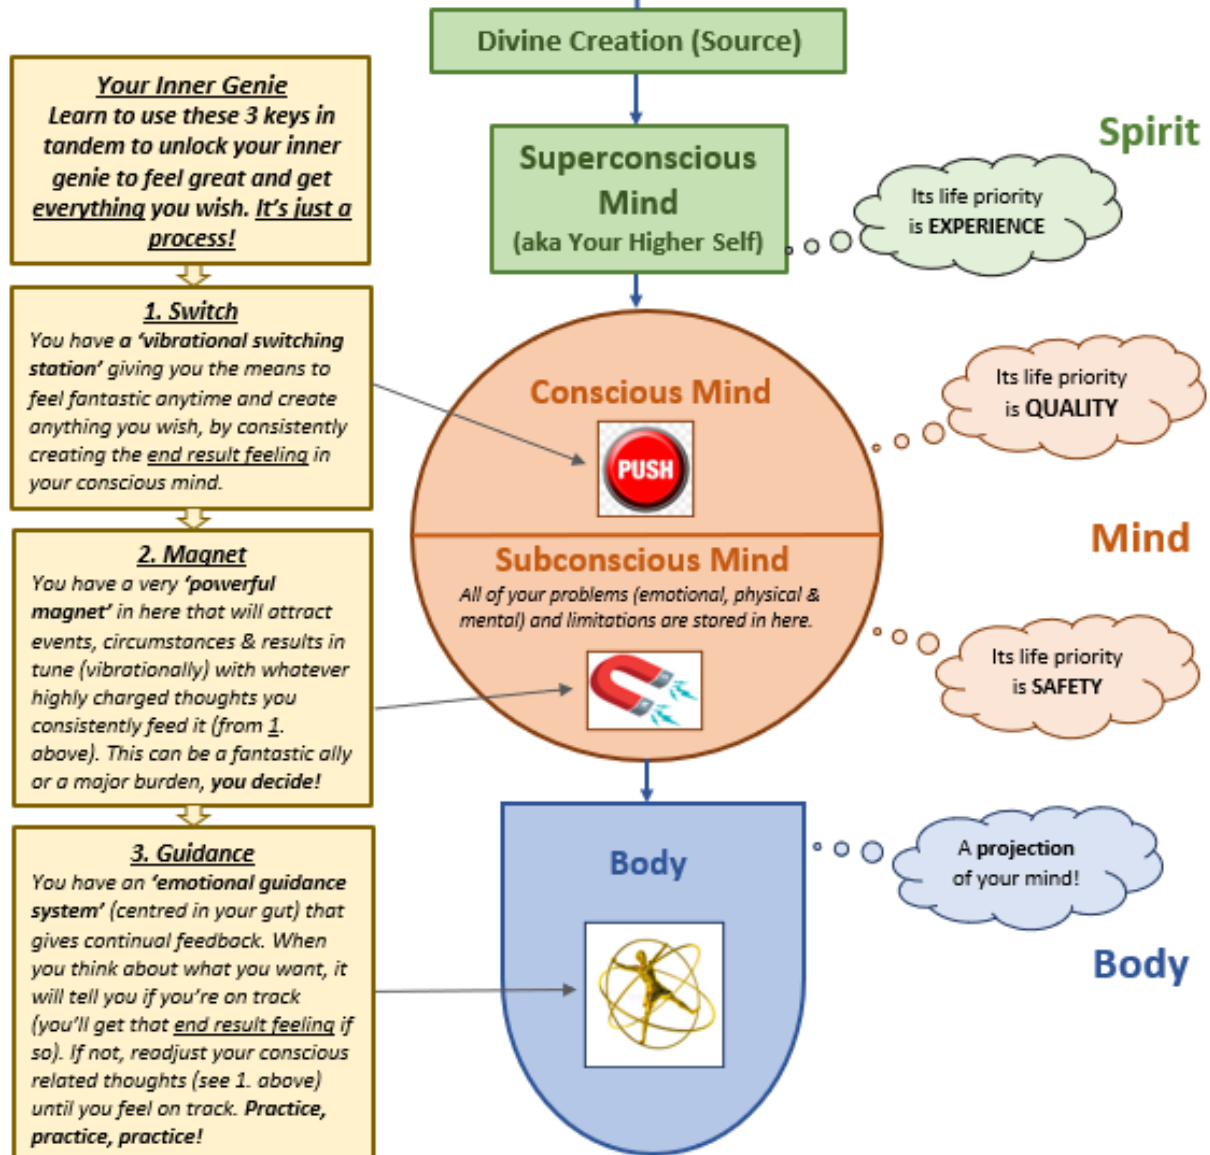 Divine Creation (Source)
Your Inner Genie
Learn to use these 3 keys in
tandem to unlock your inner
genie to feel great and get
everything you wish. It's just a
process!
Superconscious
Mind
(aka Your Higher Self)
Spirit
Its life priority
is EXPERIENCE
1. Switch
You have a 'vibrational switching
station' giving you the means to
feel fantastic anytime and create
anything you wish, by consistently
creating the end result feeling in
your conscious mind.
Conscious Mind
PUSH
Its life priority
is QUALITY
Mind
2. Magnet
You have a very 'powerful
magnet' in here that will attract
events, circumstances & results in
tune (vibrationally) with whatever
highly charged thoughts you
consistently feed it (from 1.
above). This can be a fantastic ally
or a major burden, you decide!
Subconscious Mind
All of your problems (emotional, physical &
mental) and limitations are stored in here.
Its life priority
is SAFETY
3. Guidance
You have an 'emotional guidance
system' (centred in your gut) that
gives continual feedback. When
you think about what you want, it
will tell you if you're on track
(you'll get that end result feeling if
so). If not, readjust your conscious
related thoughts (see 1. above)
until you feel on track. Practice,
practice, practice!
Body
A projection
of your mind!
Body